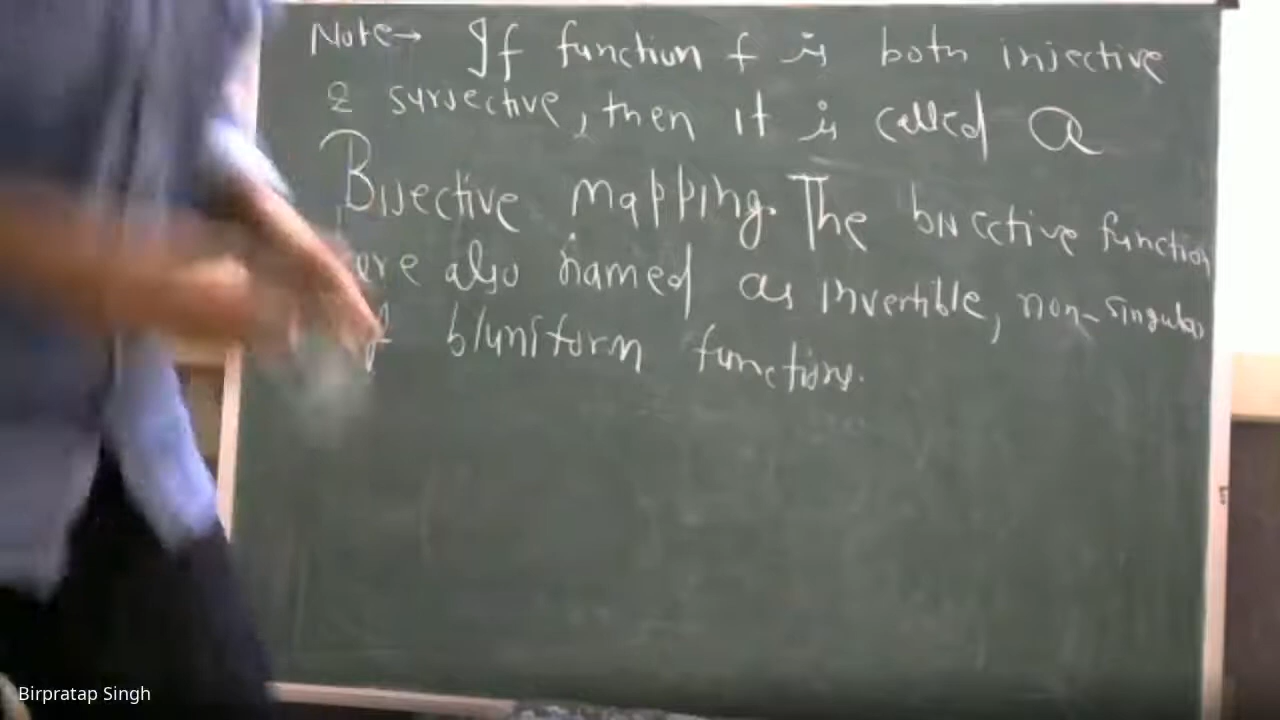 Note→ If function f is both injective
& surjective, then it is called a
Bijective mapping. The bijective function
are also named as invertible, non-singular
biuniform functions.
Birpratap Singh